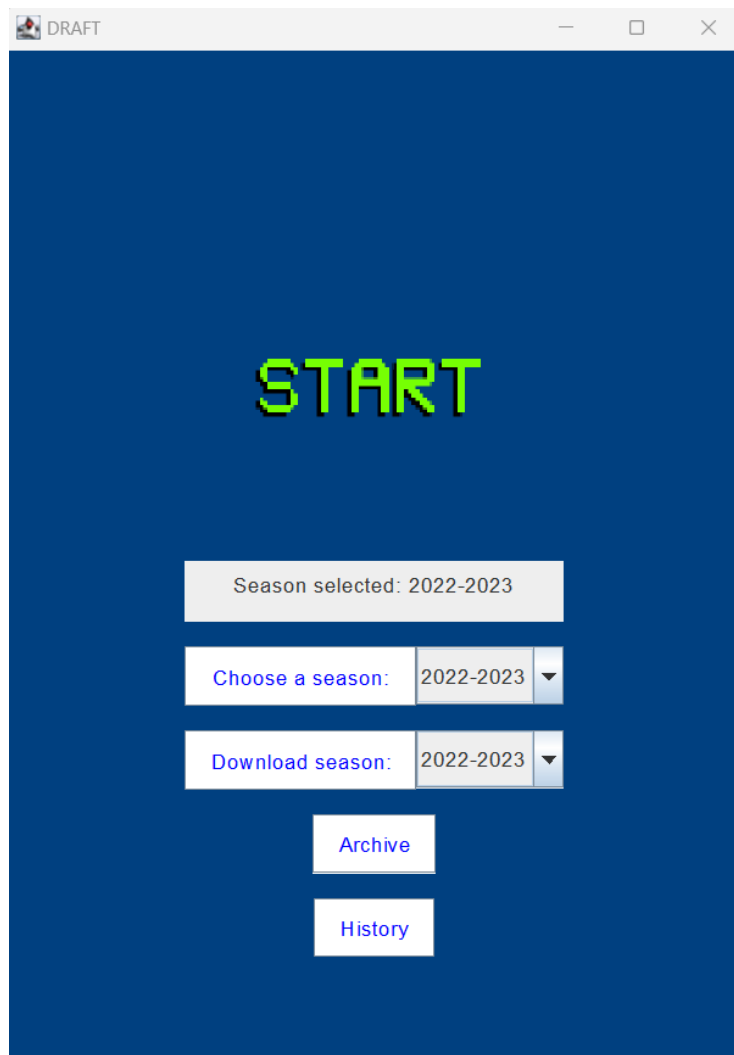 DRAFT
START
Season selected: 2022-2023
Choose a season: 2022-2023
Download season: 2022-2023
Archive
History